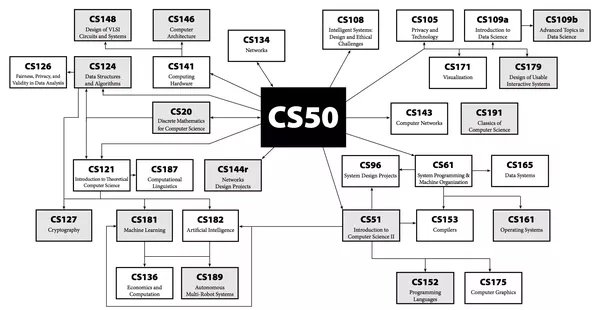 CS148
Design of VLSI
Circuits and Systems
CS146
Computer
Architecture
CS134
Networks
CS108
Intelligent Systems:
Design and Ethical
Challenges
CS105
Privacy and
Technology
CS109a
Introduction to
Data Science
CS109b
Advanced Topics in
Data Science
CS126
Fairness, Privacy, and
Validity in Data Analysis
CS124
Data Structures
and Algorithms
CS141
Computing
Hardware
CS171
Visualization
CS179
Design of Usable
Interactive Systems
CS20
Discrete Mathematics
for Computer Science
CS50
CS143
Computer Networks
CS191
Classics of
Computer Science
CS121
Introduction to Theoretical
Computer Science
CS187
Computational
Linguistics
CS144r
Networks
Design Projects
CS96
System Design Projects
CS61
System Programming &
Machine Organization
CS165
Data Systems
CS127
Cryptography
CS181
Machine Learning
CS182
Artificial Intelligence
CS51
Introduction to
Computer Science II
CS153
Compilers
CS161
Operating Systems
CS136
Economics and
Computation
CS189
Autonomous
Multi-Robot Systems
CS152
Programming
Languages
CS175
Computer Graphics